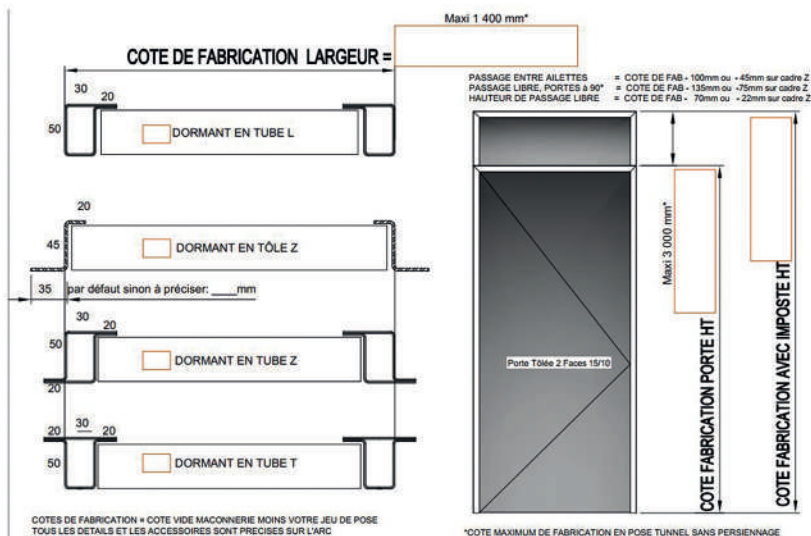 Maxi 1 400 mm*
COTE DE FABRICATION LARGEUR =
PASSAGE ENTRE AILETTES = COTE DE FAB - 100mm ou - 45mm sur cadre Z
PASSAGE LIBRE, PORTES à 90° = COTE DE FAB - 135mm ou -75mm sur cadre Z
HAUTEUR DE PASSAGE LIBRE = COTE DE FAB - 70mm ou - 22mm sur cadre Z
30
20
50
DORMANT EN TUBE L
20
45
DORMANT EN TÔLE Z
35 par défaut sinon à préciser: ____mm
30
20
50
DORMANT EN TUBE Z
20
20
30
20
50
DORMANT EN TUBE T
Maxi 3 000 mm*
Porte Tôlée 2 Faces 15/10
COTE FABRICATION PORTE HT
COTE FABRICATION AVEC IMPOSTE HT
COTES DE FABRICATION = COTE VIDE MACONNERIE MOINS VOTRE JEU DE POSE
TOUS LES DETAILS ET LES ACCESSOIRES SONT PRECISES SUR L'ARC
*COTE MAXIMUM DE FABRICATION EN POSE TUNNEL SANS PERSIENNAGE